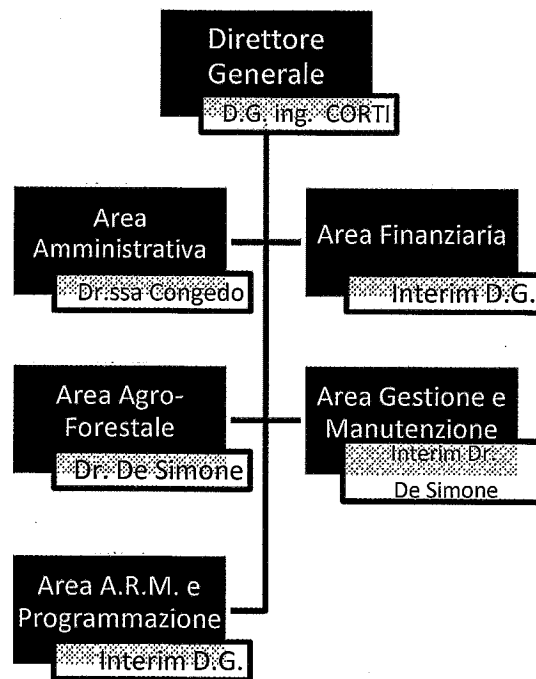 Direttore
Generale
D.G. ing. CORTI
Area
Amministrativa
Dr.ssa Congedo
Area Finanziaria
Interim D.G.
Area Agro-
Forestale
Dr. De Simone
Area Gestione e
Manutenzione
Interim Dr.
De Simone
Area A.R.M. e
Programmazione
Interim D.G.